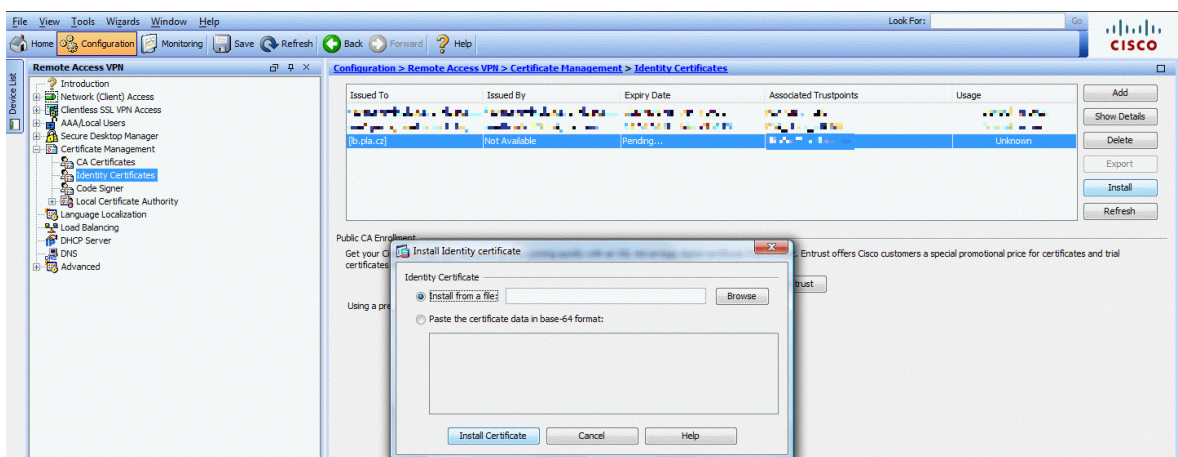 File View Tools Wizards Window Help Look For: Go
Home Configuration Monitoring Save Refresh Back Forward Help CISCO
Device List
Remote Access VPN
Introduction
Network (Client) Access
Clientless SSL VPN Access
AAA/Local Users
Secure Desktop Manager
Certificate Management
CA Certificates
Identity Certificates
Code Signer
Local Certificate Authority
Language Localization
Load Balancing
DHCP Server
DNS
Advanced
Configuration > Remote Access VPN > Certificate Management > Identity Certificates
Issued To Issued By Expiry Date Associated Trustpoints Usage
[lb.pla.cz] Not Available Pending... Unknown
Add
Show Details
Delete
Export
Install
Refresh
Public CA Enrollment
Get your . Entrust offers Cisco customers a special promotional price for certificates and trial
certificates
trust
Using a pre
Install Identity certificate
Identity Certificate
Install from a file: Browse
Paste the certificate data in base-64 format:
Install Certificate Cancel Help